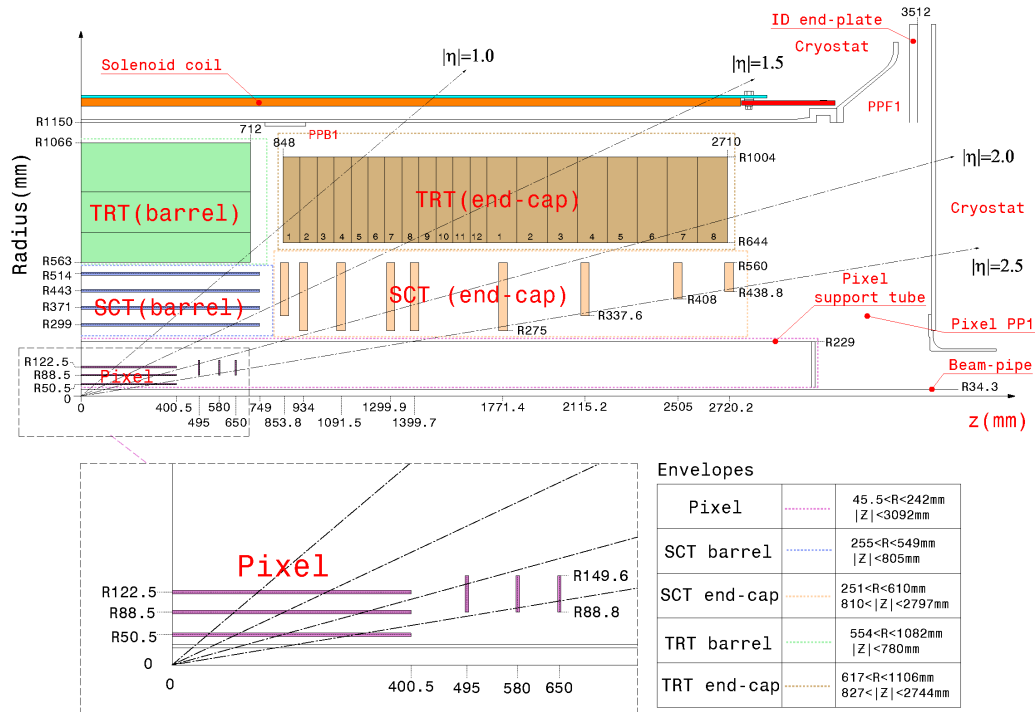 ID end-plate
3512
Cryostat
|η|=1.0
|η|=1.5
Solenoid coil
PPF1
R1150
712
PPB1
R1066
848
2710
R1004
|η|=2.0
Radius(mm)
TRT(barrel)
TRT(end-cap)
Cryostat
1 2 3 4 5 6 7 8 9 10 11 12 1 2 3 4 5 6 7 8
R644
R563
R560
|η|=2.5
R514
R443
R438.8
R408
SCT(barrel)
SCT (end-cap)
Pixel
support tube
R371
R337.6
R299
R275
Pixel PP1
R229
R122.5
R88.5
Pixel
R50.5
Beam-pipe
R34.3
0
0
400.5
580
749
934
1299.9
1771.4
2115.2
2505
2720.2
495
650
853.8
1091.5
1399.7
z(mm)
Pixel
R122.5
R149.6
R88.5
R88.8
R50.5
0
0
400.5
495
580
650
Envelopes
Pixel
45.5<R<242mm
|Z|<3092mm
SCT barrel
255<R<549mm
|Z|<805mm
SCT end-cap
251<R<610mm
810<|Z|<2797mm
TRT barrel
554<R<1082mm
|Z|<780mm
TRT end-cap
617<R<1106mm
827<|Z|<2744mm